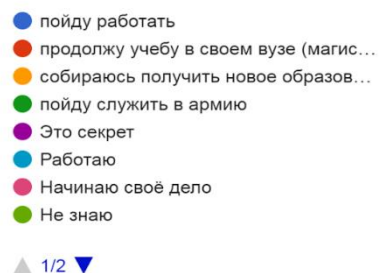 пойду работать
продолжу учебу в своем вузе (магис...
собираюсь получить новое образов...
пойду служить в армию
Это секрет
Работаю
Начинаю своё дело
Не знаю
1/2